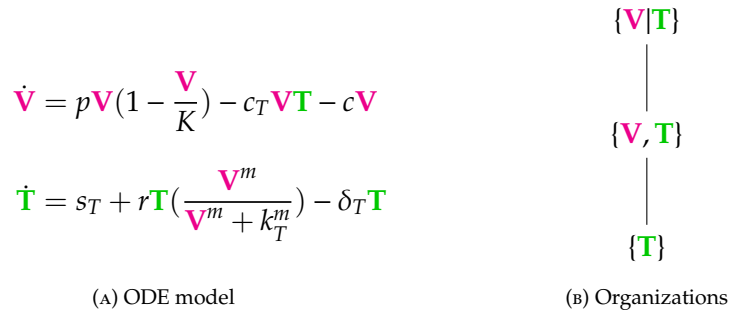 {V|T}
V̇ = pV(1 − V/K) − c_T VT − cV
{V, T}
Ṫ = s_T + rT(V^m / (V^m + k_T^m)) − δ_T T
{T}
(A) ODE model
(B) Organizations